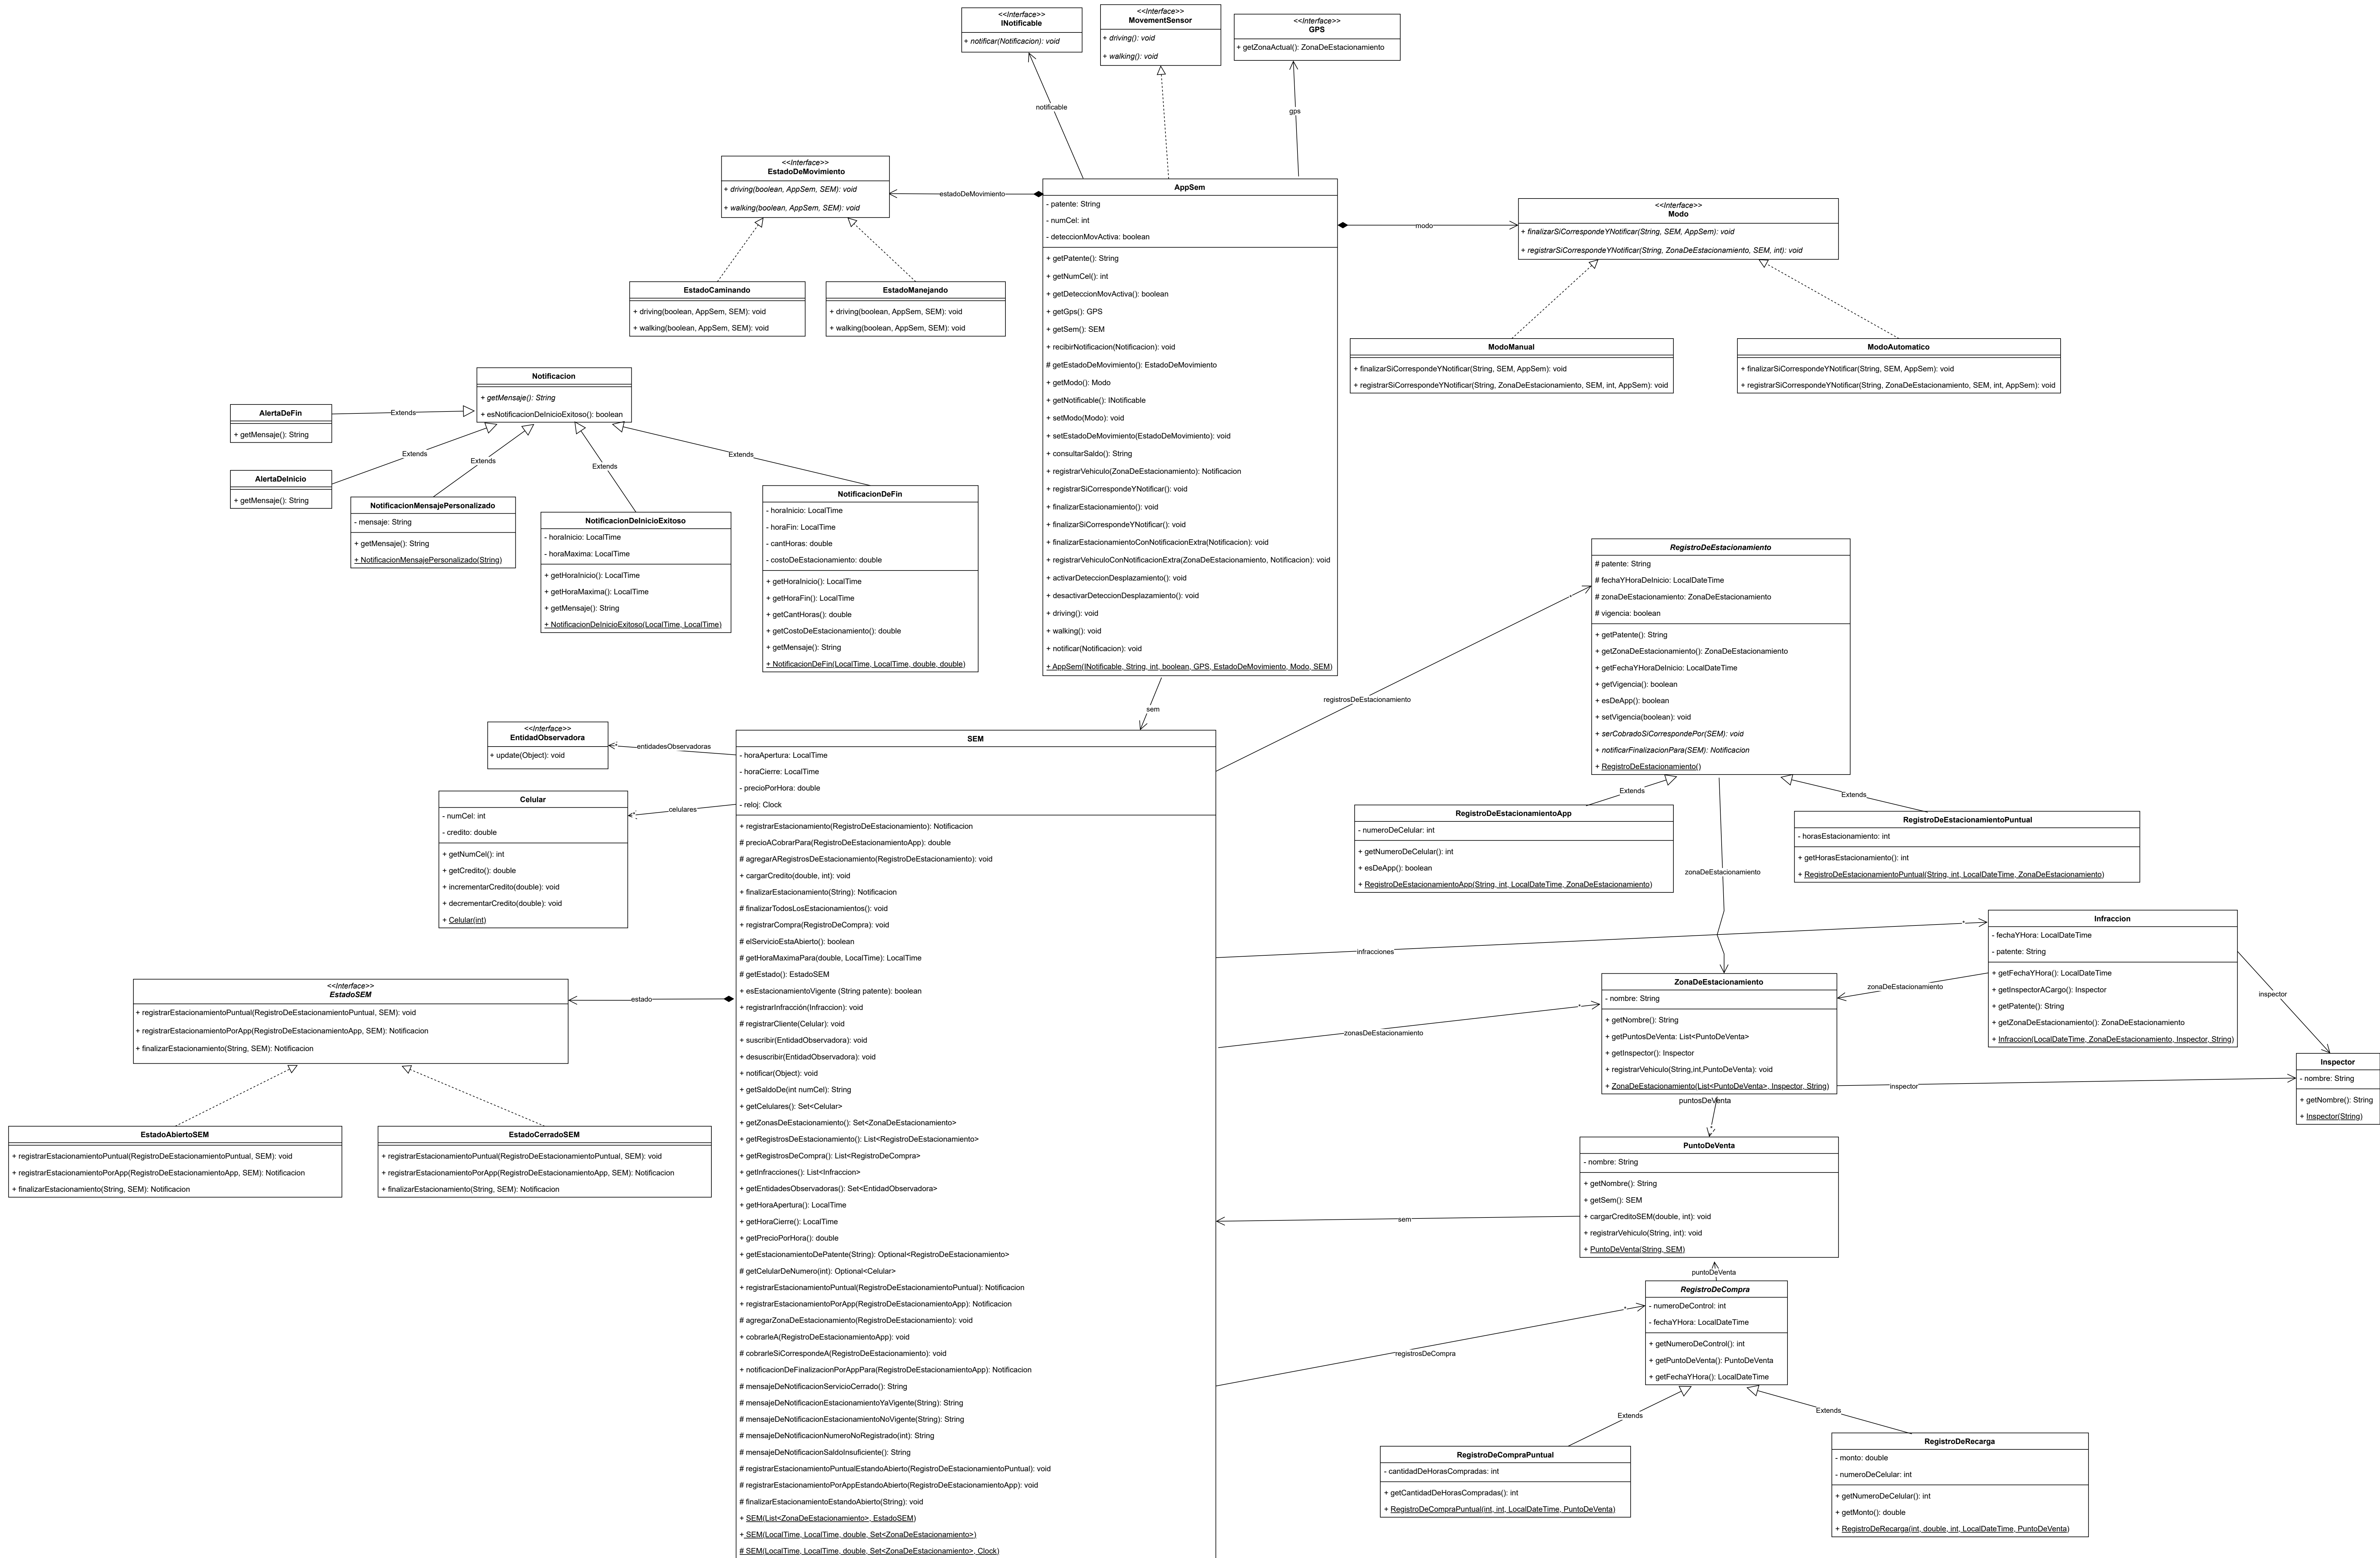 <<Interface>>
INotificable
+ notificar(Notificacion): void
<<Interface>>
MovementSensor
+ driving(): void
+ walking(): void
<<Interface>>
GPS
+ getZonaActual(): ZonaDeEstacionamiento
notificable
gps
<<Interface>>
EstadoDeMovimiento
+ driving(boolean, AppSem, SEM): void
+ walking(boolean, AppSem, SEM): void
estadoDeMovimiento
EstadoCaminando
+ driving(boolean, AppSem, SEM): void
+ walking(boolean, AppSem, SEM): void
EstadoManejando
+ driving(boolean, AppSem, SEM): void
+ walking(boolean, AppSem, SEM): void
AppSem
- patente: String
- numCel: int
- deteccionMovActiva: boolean
+ getPatente(): String
+ getNumCel(): int
+ getDeteccionMovActiva(): boolean
+ getGps(): GPS
+ getSem(): SEM
+ recibirNotificacion(Notificacion): void
# getEstadoDeMovimiento(): EstadoDeMovimiento
+ getModo(): Modo
+ getNotificable(): INotificable
+ setModo(Modo): void
+ setEstadoDeMovimiento(EstadoDeMovimiento): void
+ consultarSaldo(): String
+ registrarVehiculo(ZonaDeEstacionamiento): Notificacion
+ registrarSiCorrespondeYNotificar(): void
+ finalizarEstacionamiento(): void
+ finalizarSiCorrespondeYNotificar(): void
+ finalizarEstacionamientoConNotificacionExtra(Notificacion): void
+ registrarVehiculoConNotificacionExtra(ZonaDeEstacionamiento, Notificacion): void
+ activarDeteccionDesplazamiento(): void
+ desactivarDeteccionDesplazamiento(): void
+ driving(): void
+ walking(): void
+ notificar(Notificacion): void
+ AppSem(INotificable, String, int, boolean, GPS, EstadoDeMovimiento, Modo, SEM)
modo
<<Interface>>
Modo
+ finalizarSiCorrespondeYNotificar(String, SEM, AppSem): void
+ registrarSiCorrespondeYNotificar(String, ZonaDeEstacionamiento, SEM, int): void
ModoManual
+ finalizarSiCorrespondeYNotificar(String, SEM, AppSem): void
+ registrarSiCorrespondeYNotificar(String, ZonaDeEstacionamiento, SEM, int, AppSem): void
ModoAutomatico
+ finalizarSiCorrespondeYNotificar(String, SEM, AppSem): void
+ registrarSiCorrespondeYNotificar(String, ZonaDeEstacionamiento, SEM, int, AppSem): void
Notificacion
+ getMensaje(): String
+ esNotificacionDeInicioExitoso(): boolean
AlertaDeFin
+ getMensaje(): String
Extends
AlertaDeInicio
+ getMensaje(): String
Extends
Extends
Extends
Extends
NotificacionMensajePersonalizado
- mensaje: String
+ getMensaje(): String
+ NotificacionMensajePersonalizado(String)
NotificacionDeInicioExitoso
- horaInicio: LocalTime
- horaMaxima: LocalTime
+ getHoraInicio(): LocalTime
+ getHoraMaxima(): LocalTime
+ getMensaje(): String
+ NotificacionDeInicioExitoso(LocalTime, LocalTime)
NotificacionDeFin
- horaInicio: LocalTime
- horaFin: LocalTime
- cantHoras: double
- costoDeEstacionamiento: double
+ getHoraInicio(): LocalTime
+ getHoraFin(): LocalTime
+ getCantHoras(): double
+ getCostoDeEstacionamiento(): double
+ getMensaje(): String
+ NotificacionDeFin(LocalTime, LocalTime, double, double)
sem
registrosDeEstacionamiento
*
RegistroDeEstacionamiento
# patente: String
# fechaYHoraDeInicio: LocalDateTime
# zonaDeEstacionamiento: ZonaDeEstacionamiento
# vigencia: boolean
+ getPatente(): String
+ getZonaDeEstacionamiento(): ZonaDeEstacionamiento
+ getFechaYHoraDeInicio: LocalDateTime
+ getVigencia(): boolean
+ esDeApp(): boolean
+ setVigencia(boolean): void
+ serCobradoSiCorrespondePor(SEM): void
+ notificarFinalizacionPara(SEM): Notificacion
+ RegistroDeEstacionamiento()
Extends
Extends
RegistroDeEstacionamientoApp
- numeroDeCelular: int
+ getNumeroDeCelular(): int
+ esDeApp(): boolean
+ RegistroDeEstacionamientoApp(String, int, LocalDateTime, ZonaDeEstacionamiento)
zonaDeEstacionamiento
RegistroDeEstacionamientoPuntual
- horasEstacionamiento: int
+ getHorasEstacionamiento(): int
+ RegistroDeEstacionamientoPuntual(String, int, LocalDateTime, ZonaDeEstacionamiento)
<<Interface>>
EntidadObservadora
+ update(Object): void
*
entidadesObservadoras
Celular
- numCel: int
- credito: double
+ getNumCel(): int
+ getCredito(): double
+ incrementarCredito(double): void
+ decrementarCredito(double): void
+ Celular(int)
*
celulares
<<Interface>>
EstadoSEM
+ registrarEstacionamientoPuntual(RegistroDeEstacionamientoPuntual, SEM): void
+ registrarEstacionamientoPorApp(RegistroDeEstacionamientoApp, SEM): Notificacion
+ finalizarEstacionamiento(String, SEM): Notificacion
estado
EstadoAbiertoSEM
+ registrarEstacionamientoPuntual(RegistroDeEstacionamientoPuntual, SEM): void
+ registrarEstacionamientoPorApp(RegistroDeEstacionamientoApp, SEM): Notificacion
+ finalizarEstacionamiento(String, SEM): Notificacion
EstadoCerradoSEM
+ registrarEstacionamientoPuntual(RegistroDeEstacionamientoPuntual, SEM): void
+ registrarEstacionamientoPorApp(RegistroDeEstacionamientoApp, SEM): Notificacion
+ finalizarEstacionamiento(String, SEM): Notificacion
SEM
- horaApertura: LocalTime
- horaCierre: LocalTime
- precioPorHora: double
- reloj: Clock
+ registrarEstacionamiento(RegistroDeEstacionamiento): Notificacion
# precioACobrarPara(RegistroDeEstacionamientoApp): double
# agregarARegistrosDeEstacionamiento(RegistroDeEstacionamiento): void
+ cargarCredito(double, int): void
+ finalizarEstacionamiento(String): Notificacion
# finalizarTodosLosEstacionamientos(): void
+ registrarCompra(RegistroDeCompra): void
# elServicioEstaAbierto(): boolean
# getHoraMaximaPara(double, LocalTime): LocalTime
# getEstado(): EstadoSEM
+ esEstacionamientoVigente (String patente): boolean
+ registrarInfracción(Infraccion): void
# registrarCliente(Celular): void
+ suscribir(EntidadObservadora): void
+ desuscribir(EntidadObservadora): void
+ notificar(Object): void
+ getSaldoDe(int numCel): String
+ getCelulares(): Set<Celular>
+ getZonasDeEstacionamiento(): Set<ZonaDeEstacionamiento>
+ getRegistrosDeEstacionamiento(): List<RegistroDeEstacionamiento>
+ getRegistrosDeCompra(): List<RegistroDeCompra>
+ getInfracciones(): List<Infraccion>
+ getEntidadesObservadoras(): Set<EntidadObservadora>
+ getHoraApertura(): LocalTime
+ getHoraCierre(): LocalTime
+ getPrecioPorHora(): double
+ getEstacionamientoDePatente(String): Optional<RegistroDeEstacionamiento>
# getCelularDeNumero(int): Optional<Celular>
+ registrarEstacionamientoPuntual(RegistroDeEstacionamientoPuntual): Notificacion
+ registrarEstacionamientoPorApp(RegistroDeEstacionamientoApp): Notificacion
# agregarZonaDeEstacionamiento(RegistroDeEstacionamiento): void
+ cobrarleA(RegistroDeEstacionamientoApp): void
# cobrarleSiCorrespondeA(RegistroDeEstacionamiento): void
+ notificacionDeFinalizacionPorAppPara(RegistroDeEstacionamientoApp): Notificacion
# mensajeDeNotificacionServicioCerrado(): String
# mensajeDeNotificacionEstacionamientoYaVigente(String): String
# mensajeDeNotificacionEstacionamientoNoVigente(String): String
# mensajeDeNotificacionNumeroNoRegistrado(int): String
# mensajeDeNotificacionSaldoInsuficiente(): String
# registrarEstacionamientoPuntualEstandoAbierto(RegistroDeEstacionamientoPuntual): void
# registrarEstacionamientoPorAppEstandoAbierto(RegistroDeEstacionamientoApp): void
# finalizarEstacionamientoEstandoAbierto(String): void
+ SEM(List<ZonaDeEstacionamiento>, EstadoSEM)
+ SEM(LocalTime, LocalTime, double, Set<ZonaDeEstacionamiento>)
# SEM(LocalTime, LocalTime, double, Set<ZonaDeEstacionamiento>, Clock)
infracciones
*
Infraccion
- fechaYHora: LocalDateTime
- patente: String
+ getFechaYHora(): LocalDateTime
+ getInspectorACargo(): Inspector
+ getPatente(): String
+ getZonaDeEstacionamiento(): ZonaDeEstacionamiento
+ Infraccion(LocalDateTime, ZonaDeEstacionamiento, Inspector, String)
zonaDeEstacionamiento
inspector
zonasDeEstacionamiento
*
ZonaDeEstacionamiento
- nombre: String
+ getNombre(): String
+ getPuntosDeVenta: List<PuntoDeVenta>
+ getInspector(): Inspector
+ registrarVehiculo(String,int,PuntoDeVenta): void
+ ZonaDeEstacionamiento(List<PuntoDeVenta>, Inspector, String)
inspector
Inspector
- nombre: String
+ getNombre(): String
+ Inspector(String)
puntosDeVenta
*
PuntoDeVenta
- nombre: String
+ getNombre(): String
+ getSem(): SEM
+ cargarCreditoSEM(double, int): void
+ registrarVehiculo(String, int): void
+ PuntoDeVenta(String, SEM)
sem
puntoDeVenta
RegistroDeCompra
- numeroDeControl: int
- fechaYHora: LocalDateTime
+ getNumeroDeControl(): int
+ getPuntoDeVenta(): PuntoDeVenta
+ getFechaYHora(): LocalDateTime
*
registrosDeCompra
Extends
Extends
RegistroDeCompraPuntual
- cantidadDeHorasCompradas: int
+ getCantidadDeHorasCompradas(): int
+ RegistroDeCompraPuntual(int, int, LocalDateTime, PuntoDeVenta)
RegistroDeRecarga
- monto: double
- numeroDeCelular: int
+ getNumeroDeCelular(): int
+ getMonto(): double
+ RegistroDeRecarga(int, double, int, LocalDateTime, PuntoDeVenta)